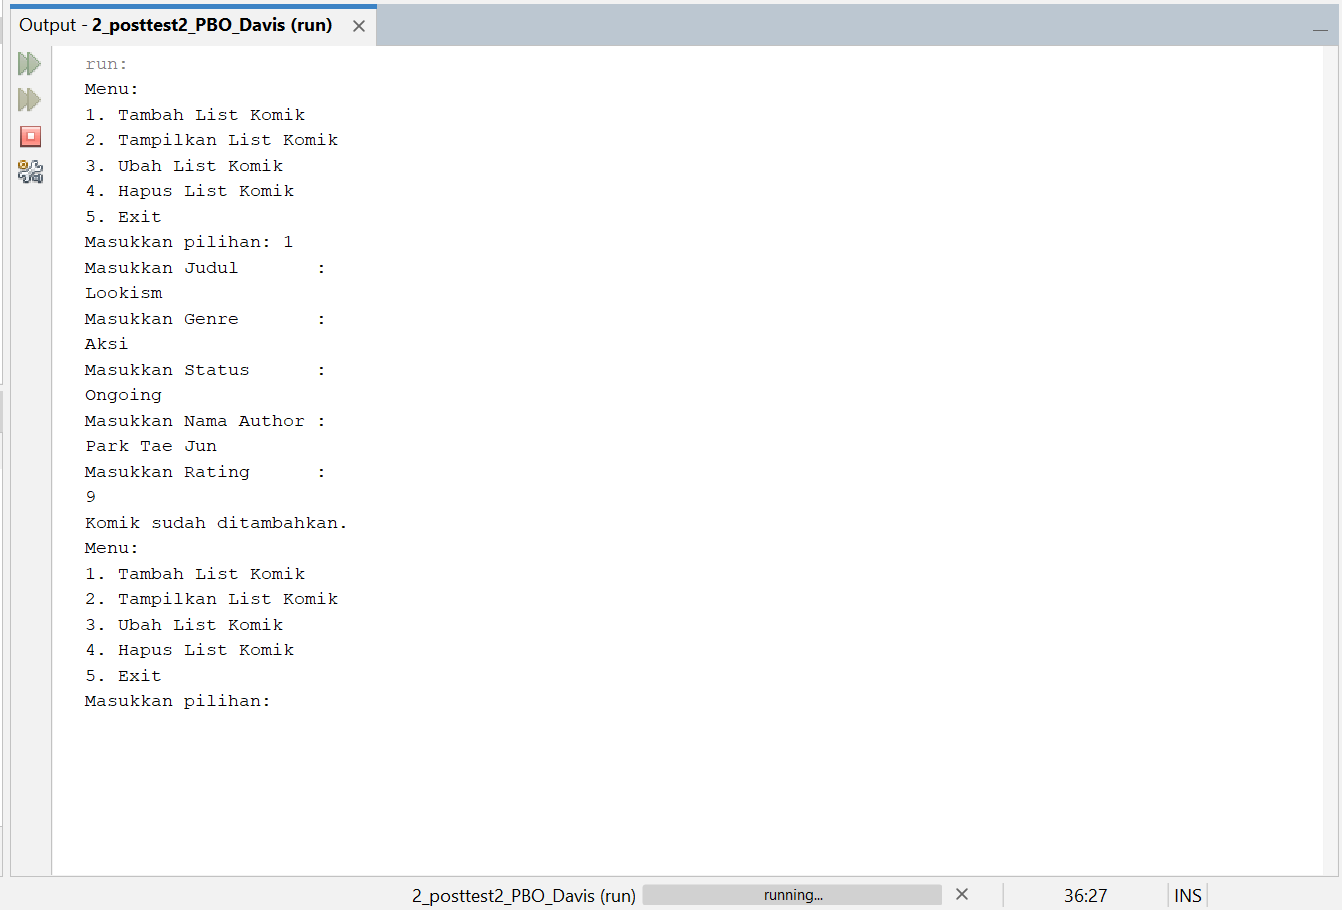 Output - 2_posttest2_PBO_Davis (run)
run:
Menu:
1. Tambah List Komik
2. Tampilkan List Komik
3. Ubah List Komik
4. Hapus List Komik
5. Exit
Masukkan pilihan: 1
Masukkan Judul       :
Lookism
Masukkan Genre       :
Aksi
Masukkan Status      :
Ongoing
Masukkan Nama Author :
Park Tae Jun
Masukkan Rating      :
9
Komik sudah ditambahkan.
Menu:
1. Tambah List Komik
2. Tampilkan List Komik
3. Ubah List Komik
4. Hapus List Komik
5. Exit
Masukkan pilihan:
2_posttest2_PBO_Davis (run) running... 36:27 INS